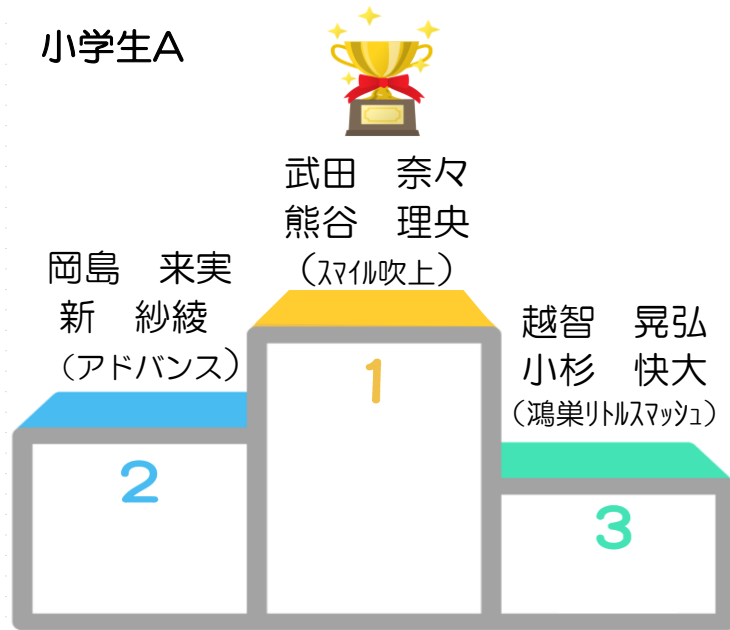 小学生A
武田　奈々
熊谷　理央
（ｽﾏｲﾙ吹上）
岡島　来実
新　紗綾
（アドバンス）
越智　晃弘
小杉　快大
（鴻巣ﾘﾄﾙｽﾏｯｼｭ）
1
2
3